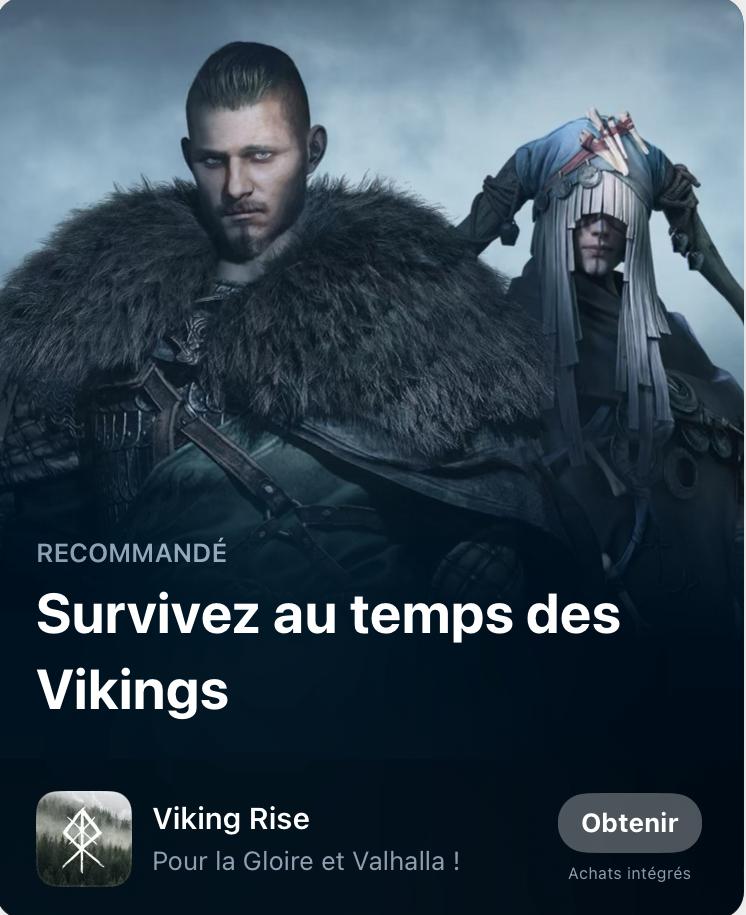 RECOMMANDÉ
Survivez au temps des
Vikings
Viking Rise
Pour la Gloire et Valhalla !
Obtenir
Achats intégrés